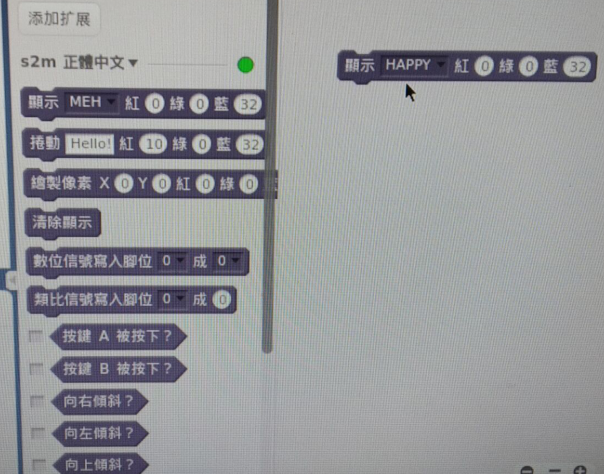 添加扩展
s2m 正體中文▼
顯示 MEH 紅 0 綠 0 藍 32
捲動 Hello! 紅 10 綠 0 藍 32
繪製像素 X 0 Y 0 紅 0 綠 0
清除顯示
數位信號寫入腳位 0 成 0
類比信號寫入腳位 0 成 0
按鍵 A 被按下？
按鍵 B 被按下？
向右傾斜？
向左傾斜？
向上傾斜？
顯示 HAPPY 紅 0 綠 0 藍 32